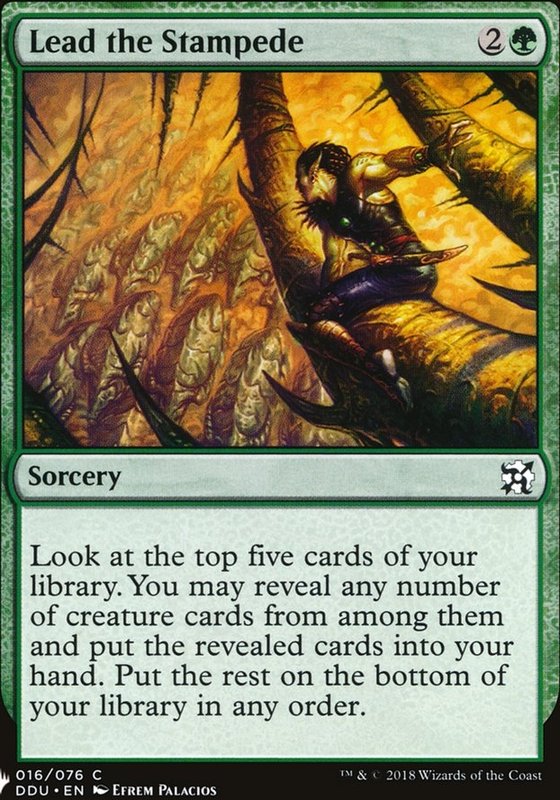 Lead the Stampede 2
Sorcery
Look at the top five cards of your
library. You may reveal any number
of creature cards from among them
and put the revealed cards into your
hand. Put the rest on the bottom of
your library in any order.
016/076 C
™ & © 2018 Wizards of the Coast
DDU • EN Efrem Palacios